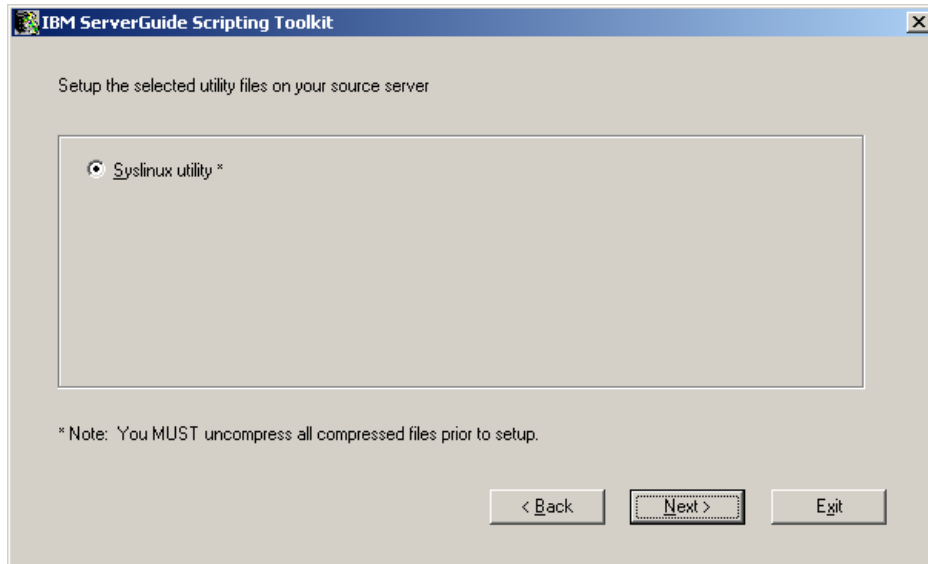 IBM ServerGuide Scripting Toolkit
Setup the selected utility files on your source server
Syslinux utility *
* Note: You MUST uncompress all compressed files prior to setup.
< Back
Next >
Exit